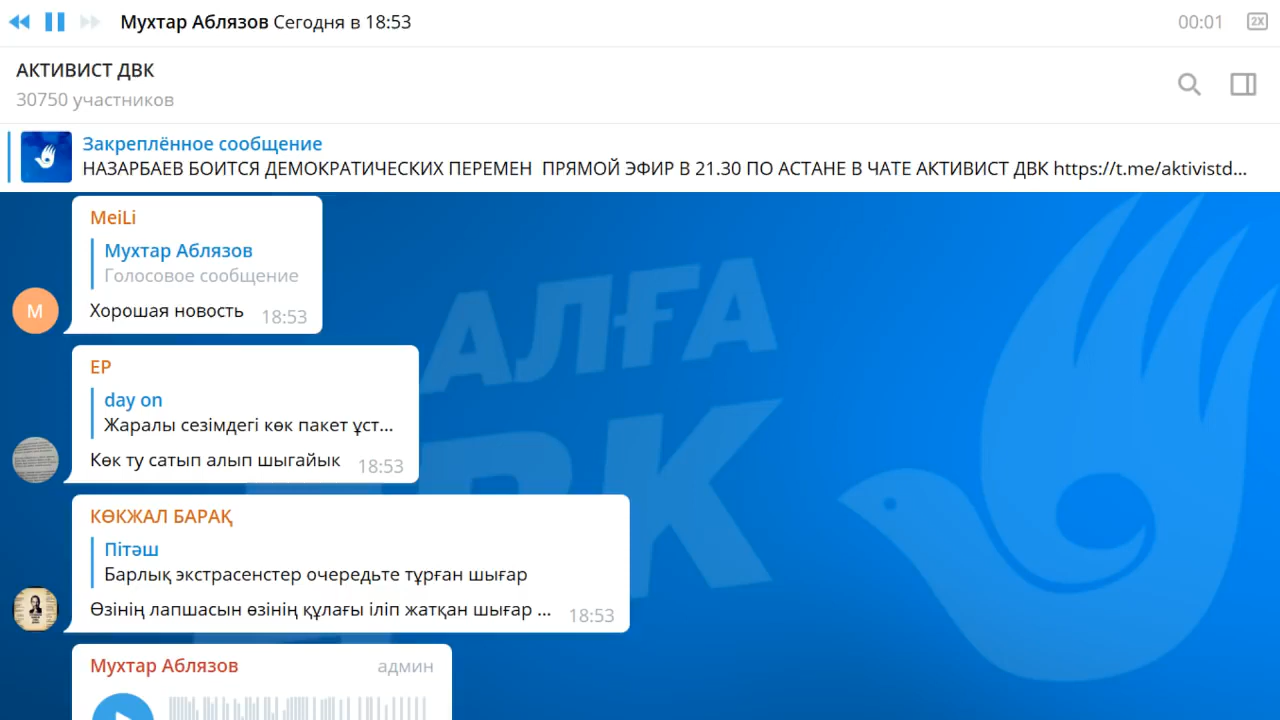 Мухтар Аблязов Сегодня в 18:53
00:01
2X
АКТИВИСТ ДВК
30750 участников
Закреплённое сообщение
НАЗАРБАЕВ БОИТСЯ ДЕМОКРАТИЧЕСКИХ ПЕРЕМЕН ПРЯМОЙ ЭФИР В 21.30 ПО АСТАНЕ В ЧАТЕ АКТИВИСТ ДВК https://t.me/aktivistd...
MeiLi
Мухтар Аблязов
Голосовое сообщение
М
Хорошая новость 18:53
ЕР
day on
Жаралы сезімдегі көк пакет ұст...
Көк ту сатып алып шыгайык 18:53
КӨКЖАЛ БАРАҚ
Пітәш
Барлық экстрасенстер очередьте тұрған шығар
Өзінің лапшасын өзінің құлағы іліп жатқан шығар ... 18:53
Мухтар Аблязов админ
АЛҒА
ДВК